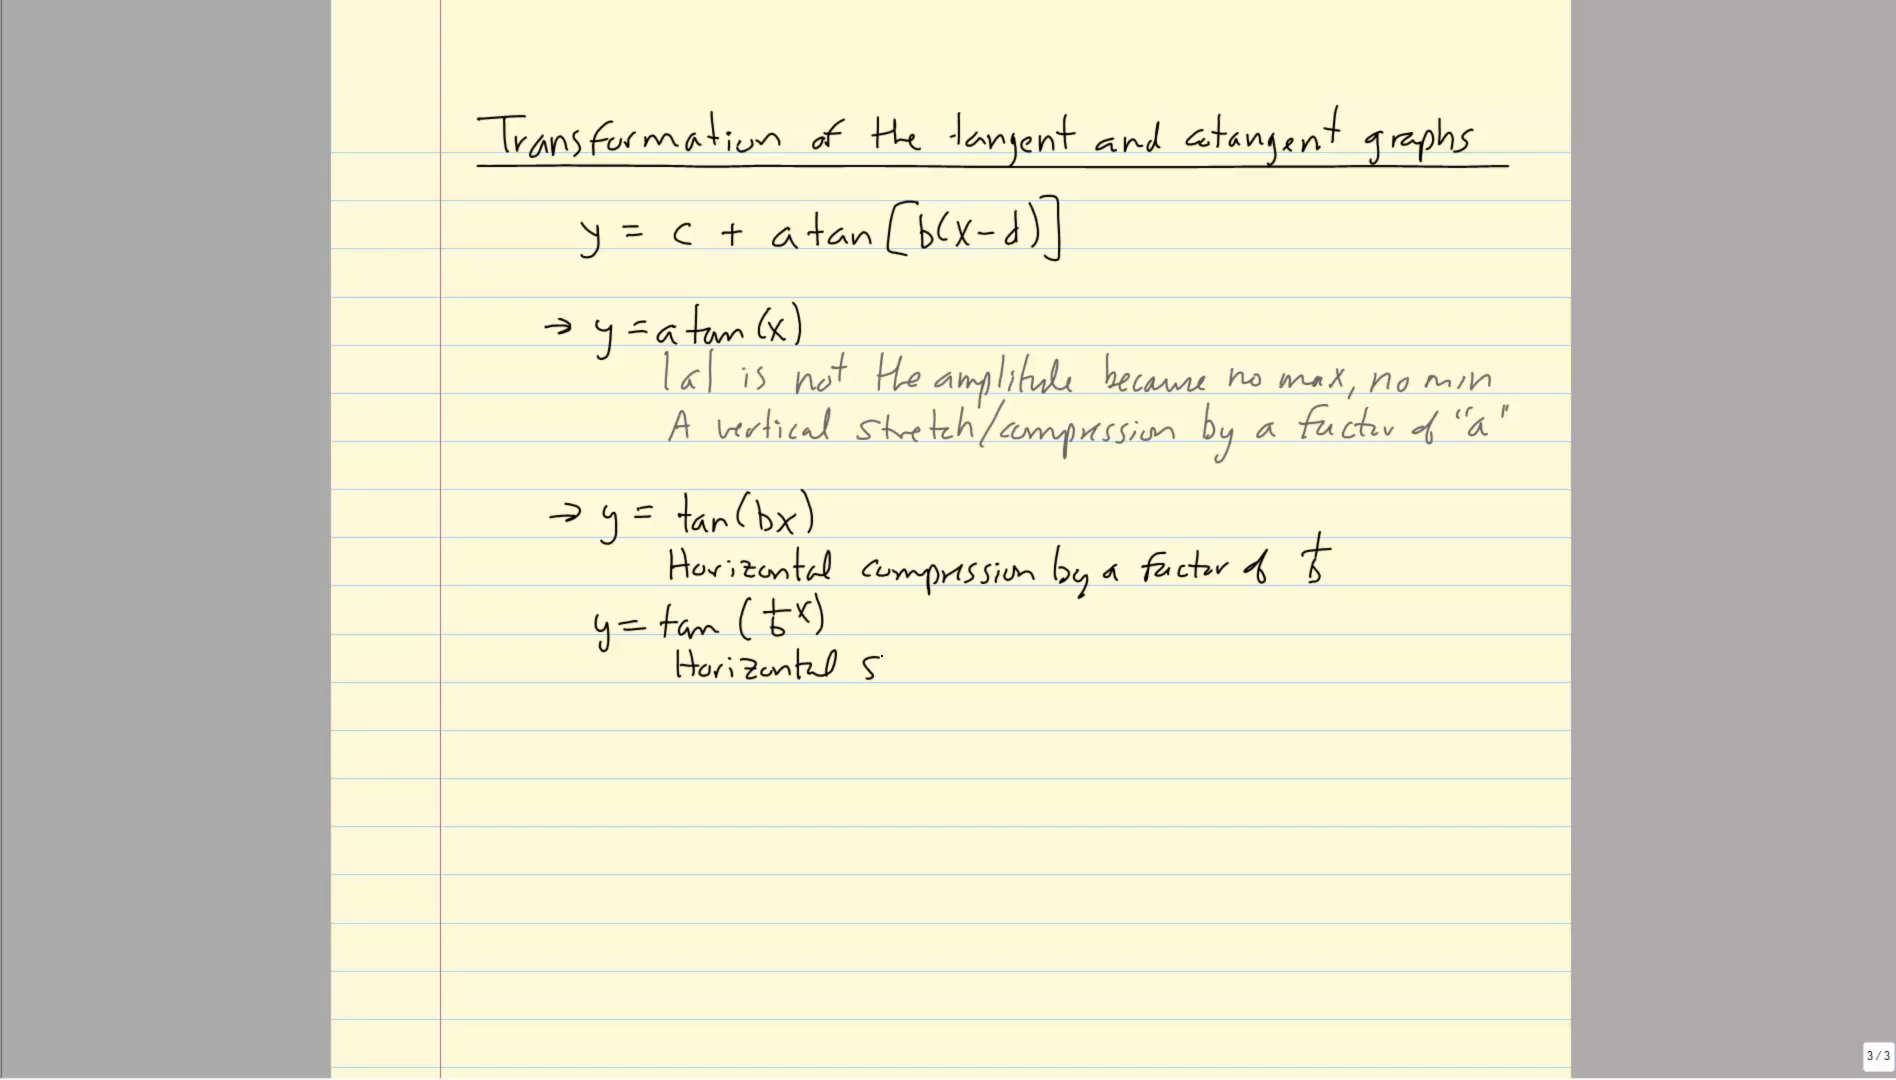 Transformation of the tangent and cotangent graphs
y = c + a tan[b(x-d)]
→ y = a tan(x)
|a| is not the amplitude because no max, no min
A vertical stretch/compression by a factor of "a"
→ y = tan(bx)
Horizontal compression by a factor of 1/b
y = tan(1/b x)
Horizontal s
3/3